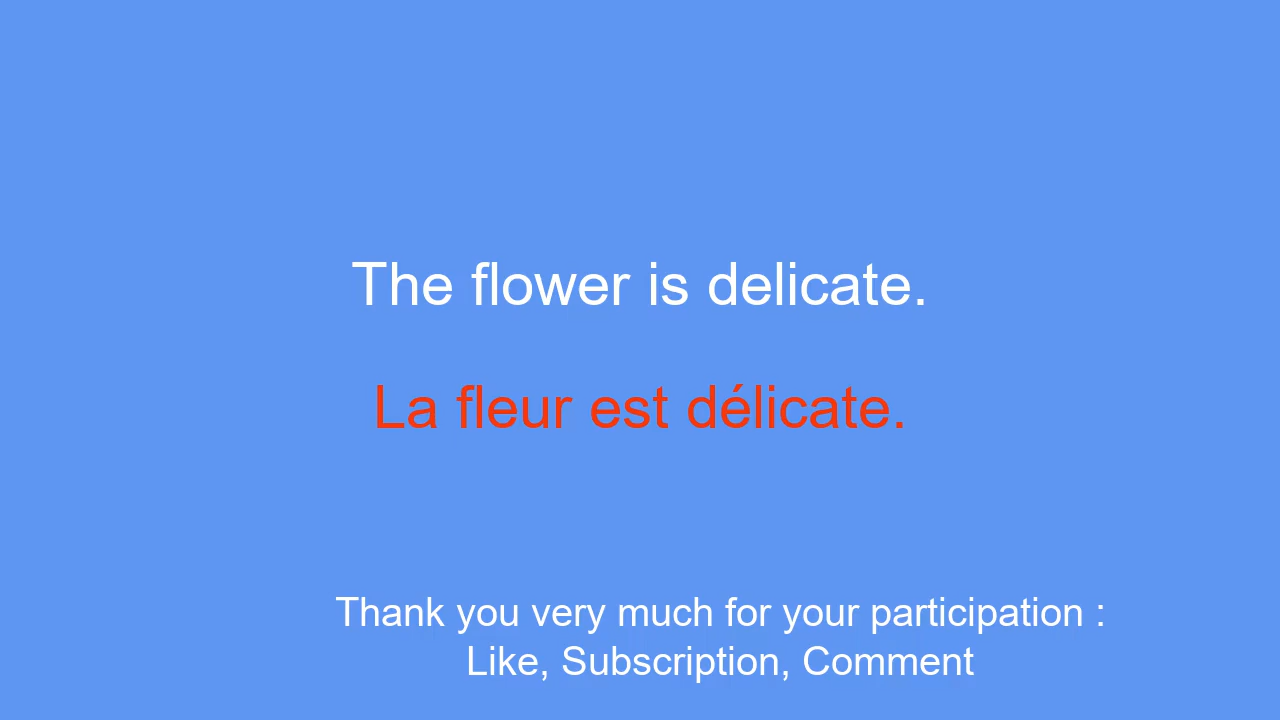 The flower is delicate.
La fleur est délicate.
Thank you very much for your participation :
Like, Subscription, Comment